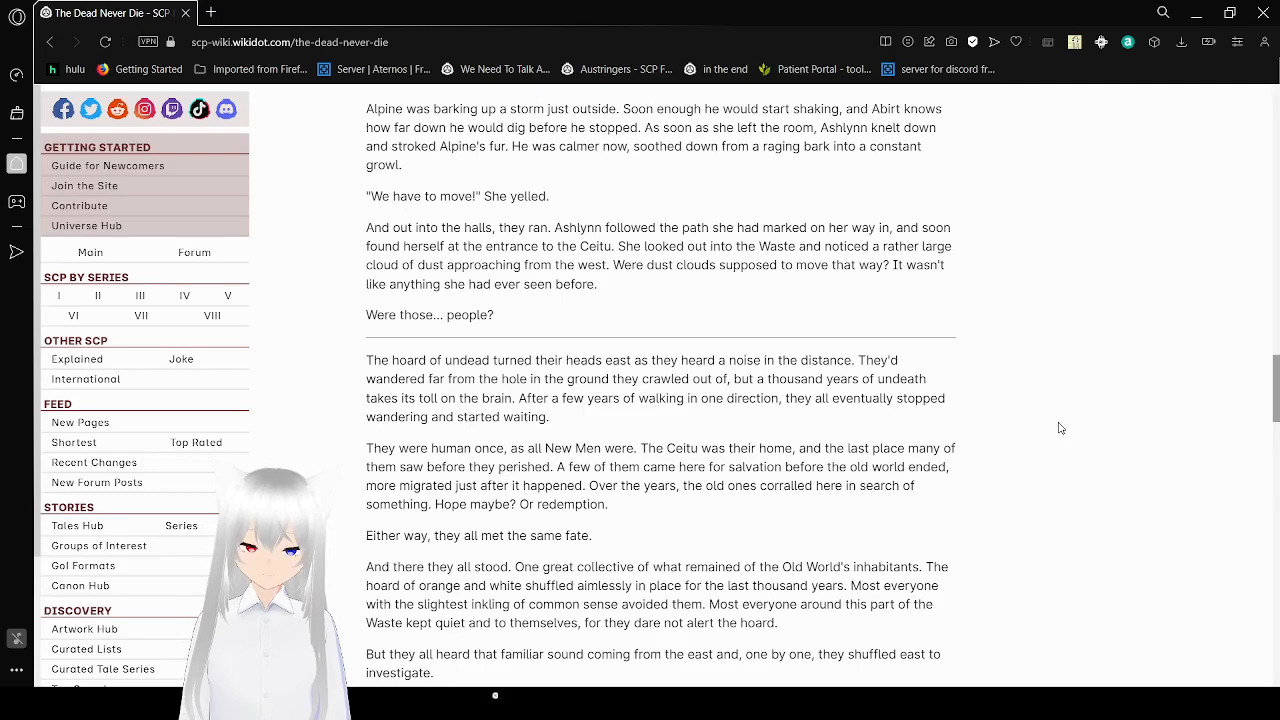 The Dead Never Die - SCP
VPN
scp-wiki.wikidot.com/the-dead-never-die
hulu
Getting Started
Imported from Firef...
Server | Aternos | Fr...
We Need To Talk A...
Austringers - SCP F...
in the end
Patient Portal - tool...
server for discord fr...
GETTING STARTED
Guide for Newcomers
Join the Site
Contribute
Universe Hub
Main Forum
SCP BY SERIES
I II III IV V
VI VII VIII
OTHER SCP
Explained Joke
International
FEED
New Pages
Shortest Top Rated
Recent Changes
New Forum Posts
STORIES
Tales Hub Series
Groups of Interest
GoI Formats
Canon Hub
DISCOVERY
Artwork Hub
Curated Lists
Curated Tale Series
Alpine was barking up a storm just outside. Soon enough he would start shaking, and Abirt knows
how far down he would dig before he stopped. As soon as she left the room, Ashlynn knelt down
and stroked Alpine's fur. He was calmer now, soothed down from a raging bark into a constant
growl.
"We have to move!" She yelled.
And out into the halls, they ran. Ashlynn followed the path she had marked on her way in, and soon
found herself at the entrance to the Ceitu. She looked out into the Waste and noticed a rather large
cloud of dust approaching from the west. Were dust clouds supposed to move that way? It wasn't
like anything she had ever seen before.
Were those... people?
The hoard of undead turned their heads east as they heard a noise in the distance. They'd
wandered far from the hole in the ground they crawled out of, but a thousand years of undeath
takes its toll on the brain. After a few years of walking in one direction, they all eventually stopped
wandering and started waiting.
They were human once, as all New Men were. The Ceitu was their home, and the last place many of
them saw before they perished. A few of them came here for salvation before the old world ended,
more migrated just after it happened. Over the years, the old ones corralled here in search of
something. Hope maybe? Or redemption.
Either way, they all met the same fate.
And there they all stood. One great collective of what remained of the Old World's inhabitants. The
hoard of orange and white shuffled aimlessly in place for the last thousand years. Most everyone
with the slightest inkling of common sense avoided them. Most everyone around this part of the
Waste kept quiet and to themselves, for they dare not alert the hoard.
But they all heard that familiar sound coming from the east and, one by one, they shuffled east to
investigate.